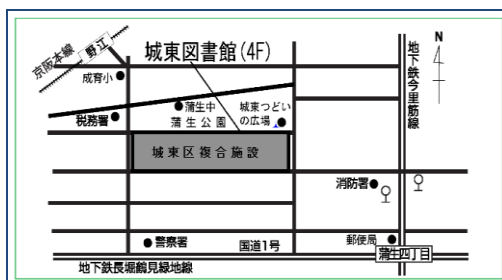 京阪本線
野江
城東図書館(4F)
N
成育小
地下鉄今里筋線
税務署
蒲生中
蒲生公園
城東つどい
の広場
城東区複合施設
消防署
警察署
国道1号
郵便局
蒲生四丁目
地下鉄長堀鶴見緑地線